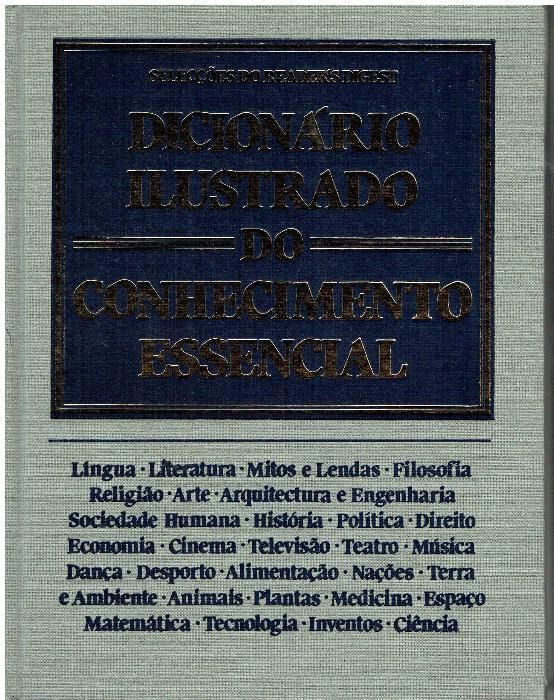 SELECÇÕES DO READER'S DIGEST
DICIONÁRIO
ILUSTRADO
DO
CONHECIMENTO
ESSENCIAL
Língua · Literatura · Mitos e Lendas · Filosofia
Religião · Arte · Arquitectura e Engenharia
Sociedade Humana · História · Política · Direito
Economia · Cinema · Televisão · Teatro · Música
Dança · Desporto · Alimentação · Nações · Terra
e Ambiente · Animais · Plantas · Medicina · Espaço
Matemática · Tecnologia · Inventos · Ciência